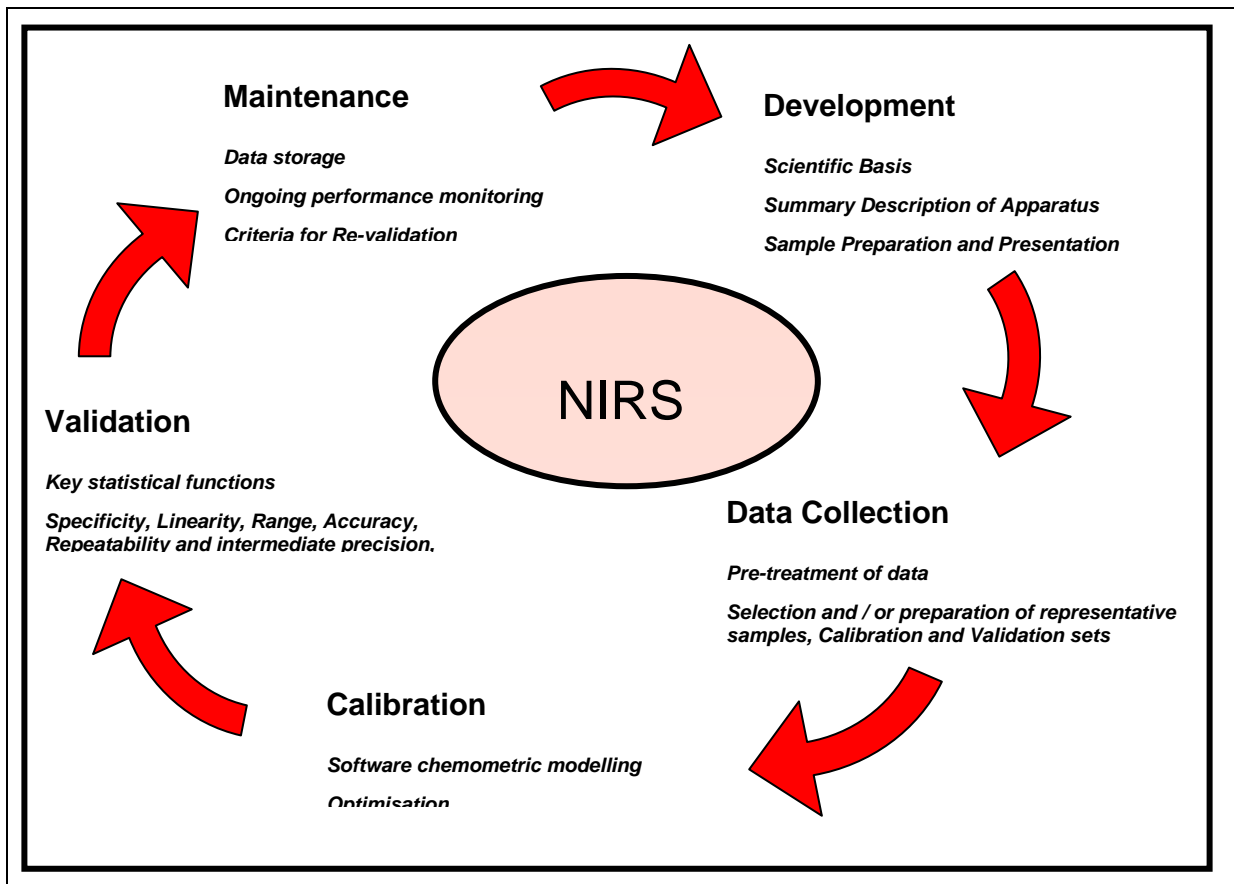 Maintenance
Data storage
Ongoing performance monitoring
Criteria for Re-validation
Development
Scientific Basis
Summary Description of Apparatus
Sample Preparation and Presentation
NIRS
Data Collection
Pre-treatment of data
Selection and / or preparation of representative
samples, Calibration and Validation sets
Calibration
Software chemometric modelling
Optimisation
Validation
Key statistical functions
Specificity, Linearity, Range, Accuracy,
Repeatability and intermediate precision,